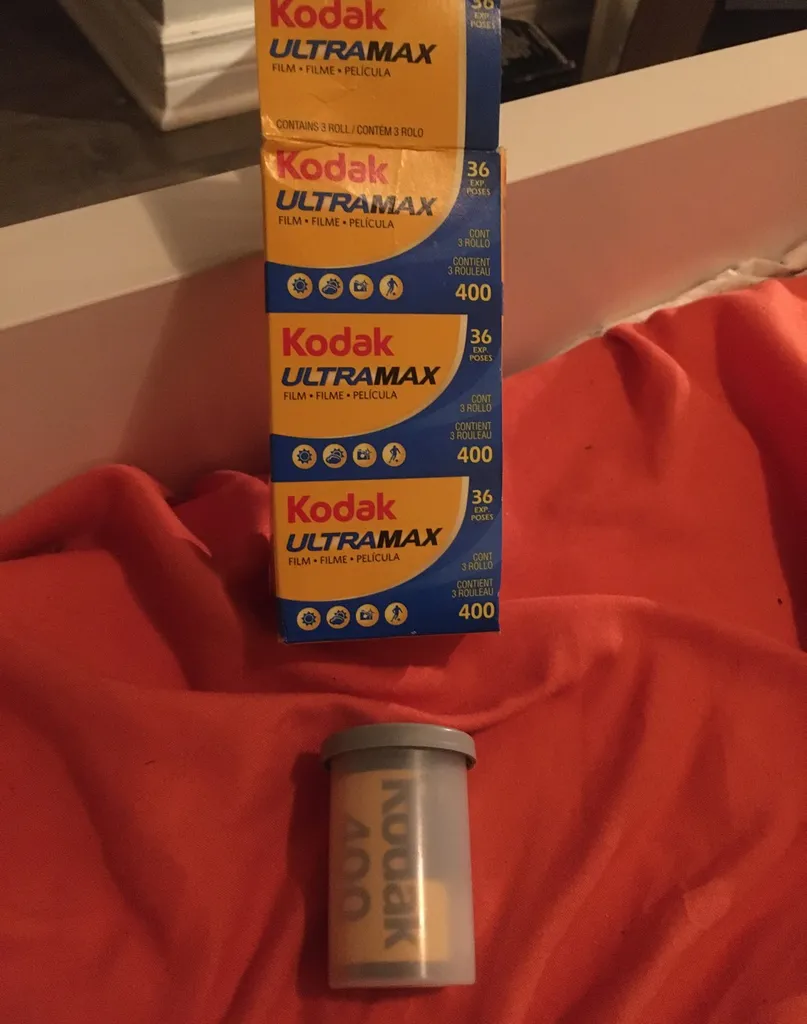 Kodak
36
EXP
ULTRAMAX
FILM • FILME • PELÍCULA
CONTAINS 3 ROLL / CONTÉM 3 ROLO
Kodak
36
EXP.
POSES
ULTRAMAX
FILM • FILME • PELÍCULA
CONT
3 ROLLO
CONTIENT
3 ROULEAU
400
Kodak
36
EXP.
POSES
ULTRAMAX
FILM • FILME • PELÍCULA
CONT
3 ROLLO
CONTIENT
3 ROULEAU
400
Kodak
36
EXP.
POSES
ULTRAMAX
FILM • FILME • PELÍCULA
CONT
3 ROLLO
CONTIENT
3 ROULEAU
400
Kodak
400